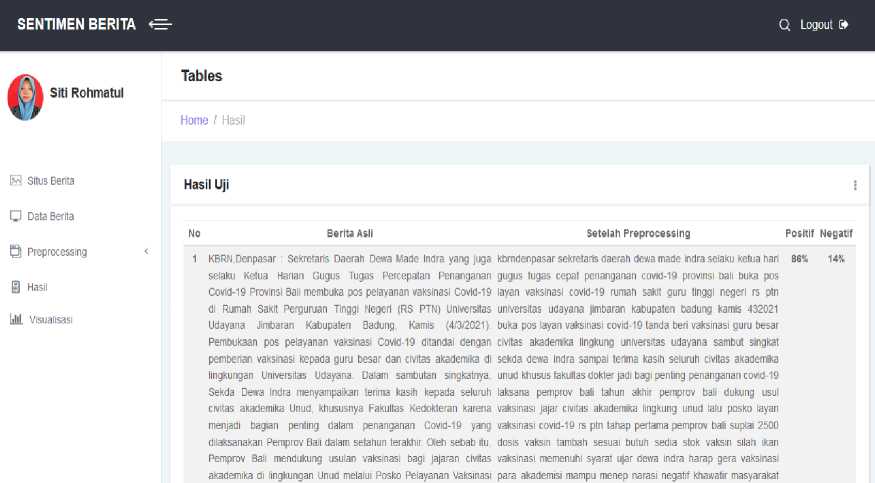 SENTIMEN BERITA
Logout
Siti Rohmatul
Tables
Home / Hasil
Situs Berita
Data Berita
Preprocessing
Hasil
Visualisasi
Hasil Uji
No Berita Asli Setelah Preprocessing Positif Negatif
1 KBRN,Denpasar : Sekretaris Daerah Dewa Made Indra yang juga kbrndenpasar sekretaris daerah dewa made indra selaku ketua hari 86% 14%
selaku Ketua Harian Gugus Tugas Percepatan Penanganan gugus tugas cepat penanganan covid-19 provinsi bali buka pos
Covid-19 Provinsi Bali membuka pos pelayanan vaksinasi Covid-19 layan vaksinasi covid-19 rumah sakit guru tinggi negeri rs ptn
di Rumah Sakit Perguruan Tinggi Negeri (RS PTN) Universitas universitas udayana jimbaran kabupaten badung kamis 432021
Udayana Jimbaran Kabupaten Badung, Kamis (4/3/2021). buka pos layan vaksinasi covid-19 tanda beri vaksinasi guru besar
Pembukaan pos pelayanan vaksinasi Covid-19 ditandai dengan civitas akademika lingkung universitas udayana sambut singkat
pemberian vaksinasi kepada guru besar dan civitas akademika di sekda dewa indra sampai terima kasih seluruh civitas akademika
lingkungan Universitas Udayana. Dalam sambutan singkatnya, unud khusus fakultas dokter jadi bagi penting penanganan covid-19
Sekda Dewa Indra menyampaikan terima kasih kepada seluruh laksana pemprov bali tahun akhir pemprov bali dukung usul
civitas akademika Unud, khususnya Fakultas Kedokteran karena vaksinasi jajar civitas akademika lingkung unud lalu posko layan
menjadi bagian penting dalam penanganan Covid-19 yang vaksinasi covid-19 rs ptn tahap pertama pemprov bali suplai 2500
dilaksanakan Pemprov Bali dalam setahun terakhir. Oleh sebab itu, dosis vaksin tambah sesuai butuh sedia stok vaksin silah ikan
Pemprov Bali mendukung usulan vaksinasi bagi jajaran civitas vaksinasi memenuhi syarat ujar dewa indra harap gera vaksinasi
akademika di lingkungan Unud melalui Posko Pelayanan Vaksinasi para akademisi mampu menep narasi negatif khawatir masyarakat